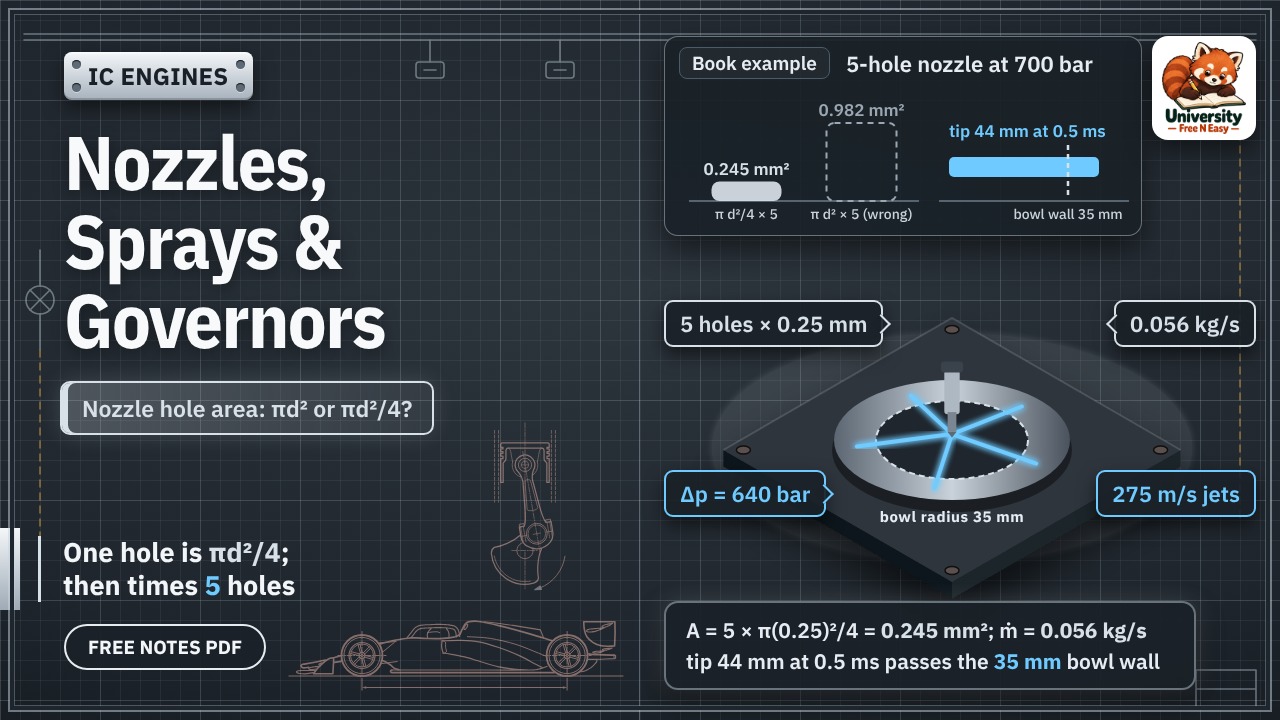 IC ENGINES
Nozzles,
Sprays &
Governors
Nozzle hole area: πd² or πd²/4?
One hole is πd²/4;
then times 5 holes
FREE NOTES PDF
Book example
5-hole nozzle at 700 bar
0.982 mm²
tip 44 mm at 0.5 ms
0.245 mm²
π d²/4 × 5
π d² × 5 (wrong)
bowl wall 35 mm
University
Free N Easy
5 holes × 0.25 mm
0.056 kg/s
Δp = 640 bar
275 m/s jets
bowl radius 35 mm
A = 5 × π(0.25)²/4 = 0.245 mm²; ṁ = 0.056 kg/s
tip 44 mm at 0.5 ms passes the 35 mm bowl wall